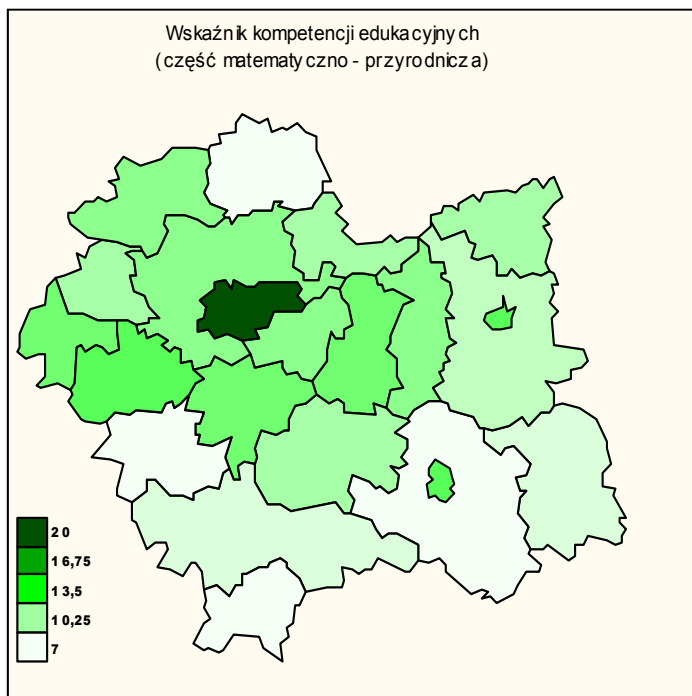 Wskaźnik kompetencji edukacyjnych
(część matematyczno - przyrodnicza)
20
16,75
13,5
10,25
7